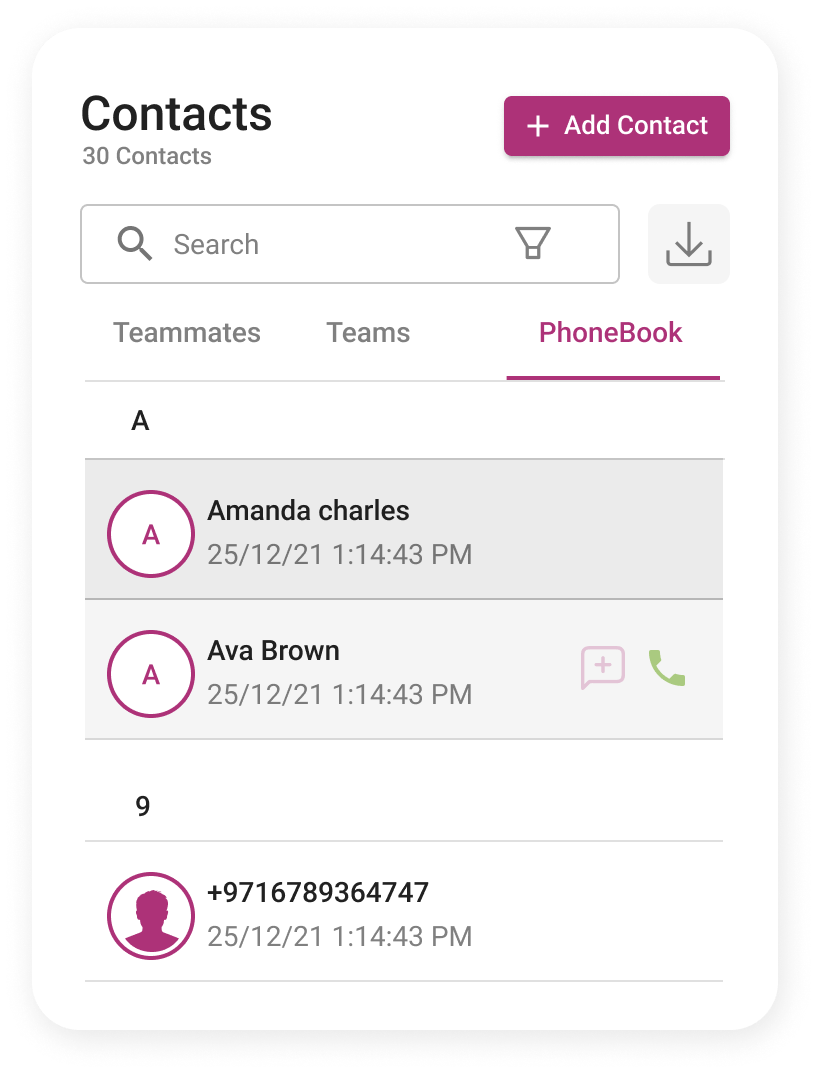 Contacts
30 Contacts
+ Add Contact
Search
Teammates Teams PhoneBook
A
A
Amanda charles
25/12/21 1:14:43 PM
A
Ava Brown
25/12/21 1:14:43 PM
9
+9716789364747
25/12/21 1:14:43 PM